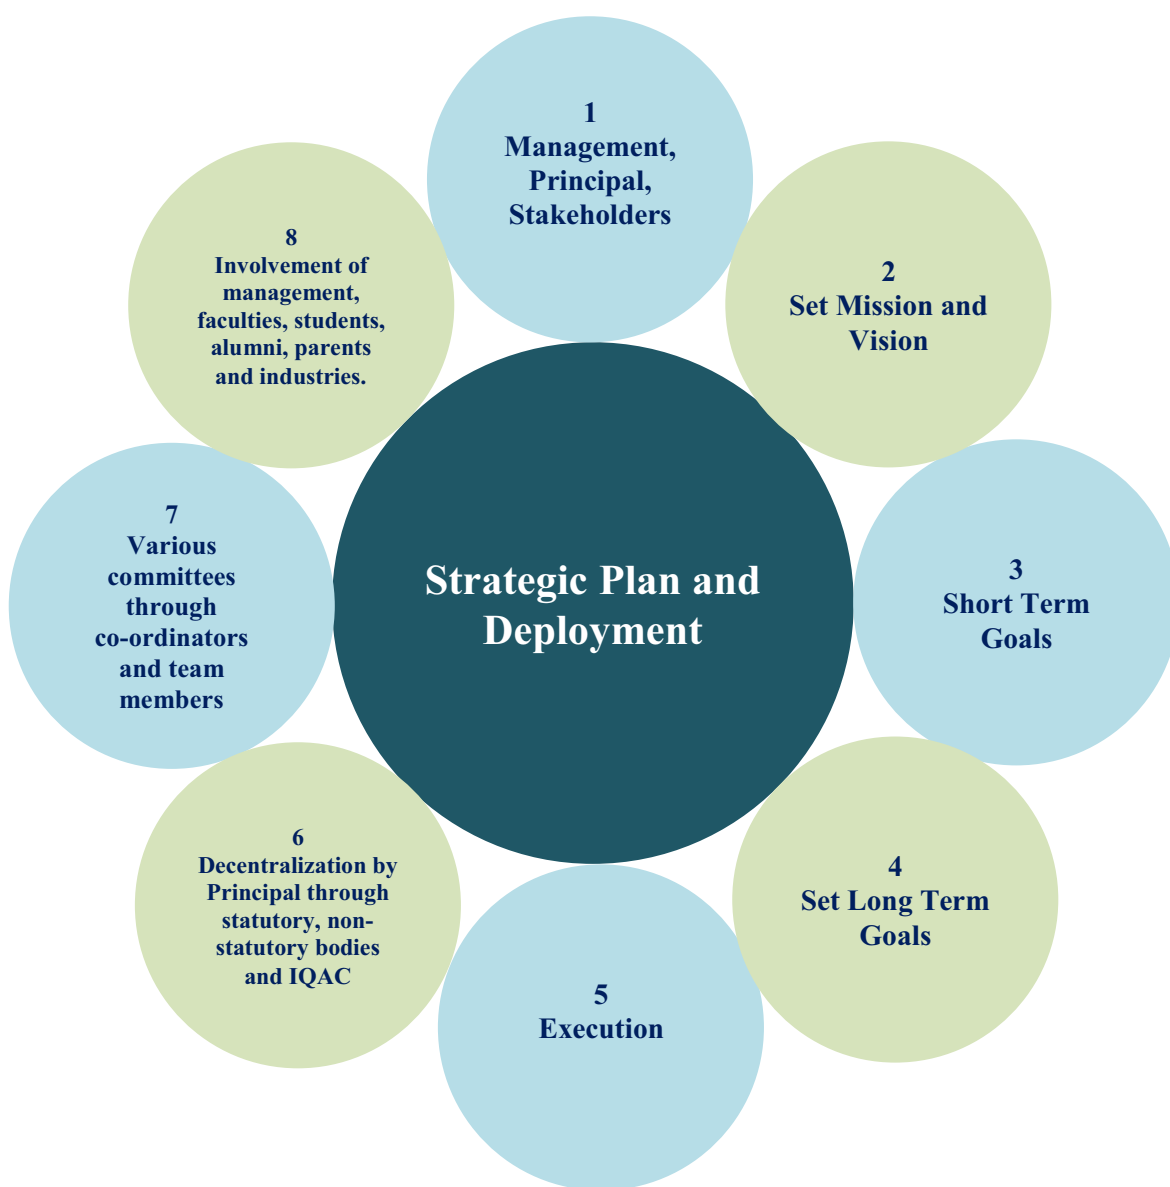 1
Management,
Principal,
Stakeholders
2
Set Mission and
Vision
3
Short Term
Goals
4
Set Long Term
Goals
5
Execution
6
Decentralization by
Principal through
statutory, non-
statutory bodies
and IQAC
7
Various
committees
through
co-ordinators
and team
members
8
Involvement of
management,
faculties, students,
alumni, parents
and industries.
Strategic Plan and
Deployment